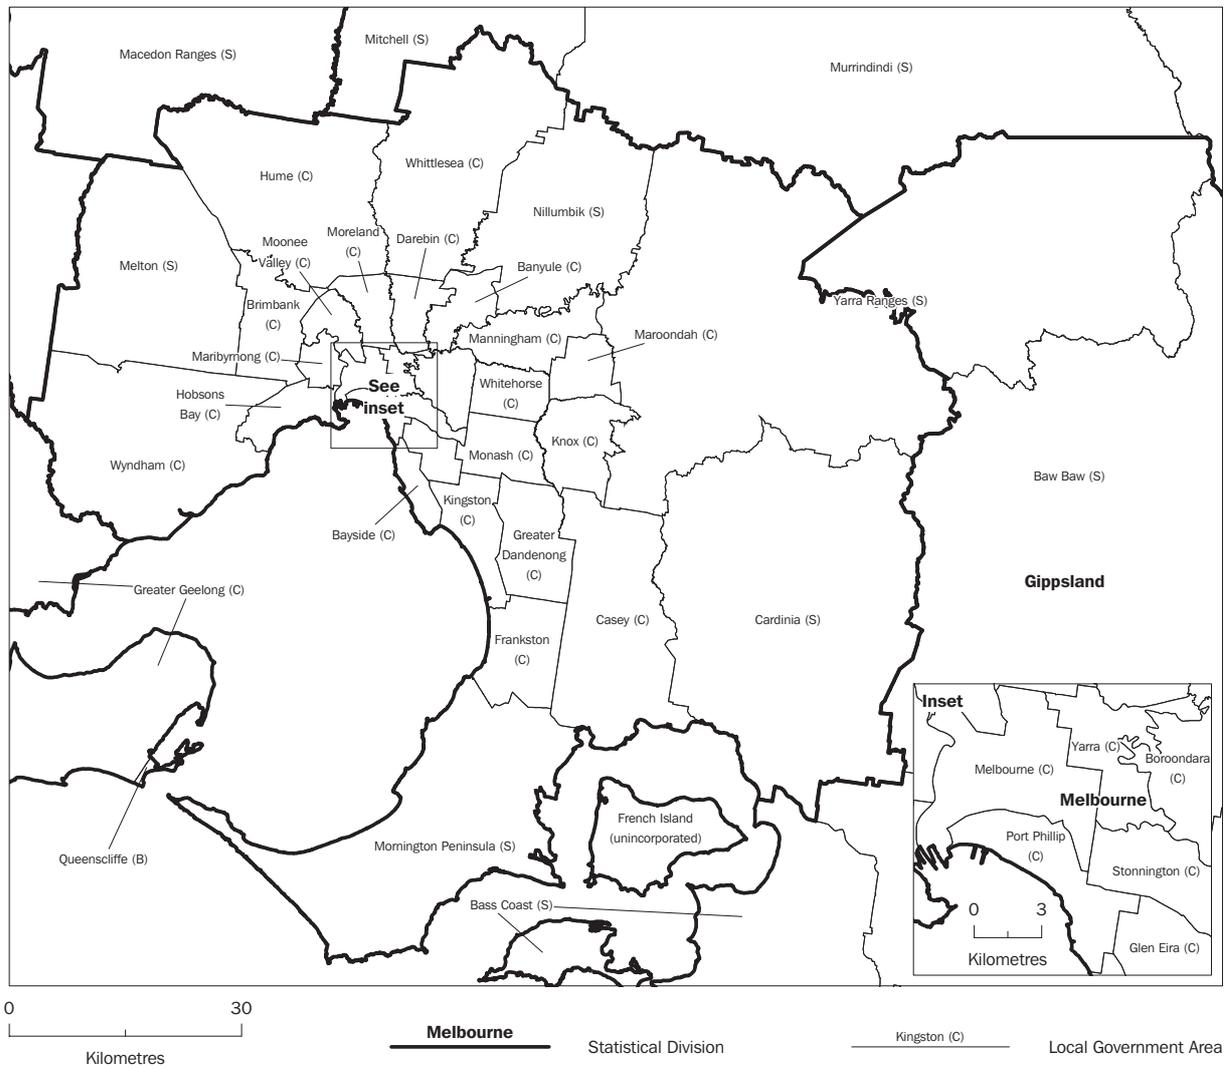 Macedon Ranges (S)
Mitchell (S)
Murrindindi (S)
Whittlesea (C)
Hume (C)
Nillumbik (S)
Moreland
(C)
Darebin (C)
Moonee
Valley (C)
Melton (S)
Banyule (C)
Yarra Ranges (S)
Brimbank
(C)
Manningham (C)
Maroondah (C)
Maribyrnong (C)
See
inset
Whitehorse
(C)
Hobsons
Bay (C)
Knox (C)
Monash (C)
Wyndham (C)
Baw Baw (S)
Kingston
(C)
Bayside (C)
Greater
Dandenong
(C)
Gippsland
Greater Geelong (C)
Casey (C)
Cardinia (S)
Frankston
(C)
French Island
(unincorporated)
Mornington Peninsula (S)
Queenscliffe (B)
Bass Coast (S)
Inset
Yarra (C)
Boroondara
(C)
Melbourne (C)
Melbourne
Port Phillip
(C)
Stonnington (C)
0 3
Kilometres
Glen Eira (C)
0 30
Kilometres
Melbourne
Statistical Division
Kingston (C)
Local Government Area